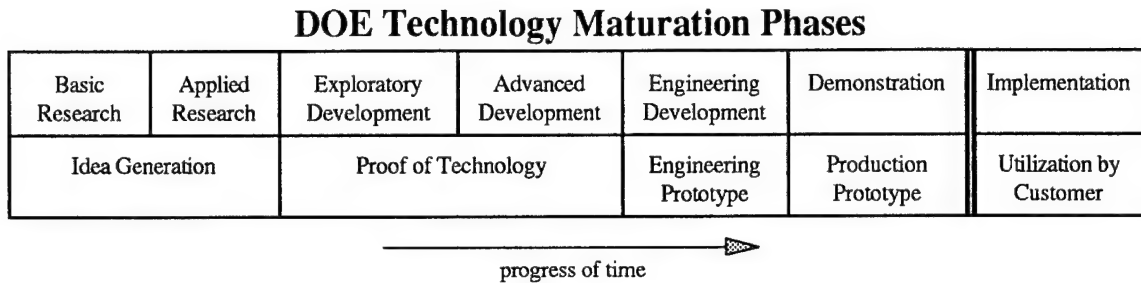 DOE Technology Maturation Phases
Basic Research
Applied Research
Exploratory Development
Advanced Development
Engineering Development
Demonstration
Implementation
Idea Generation
Proof of Technology
Engineering Prototype
Production Prototype
Utilization by Customer
progress of time